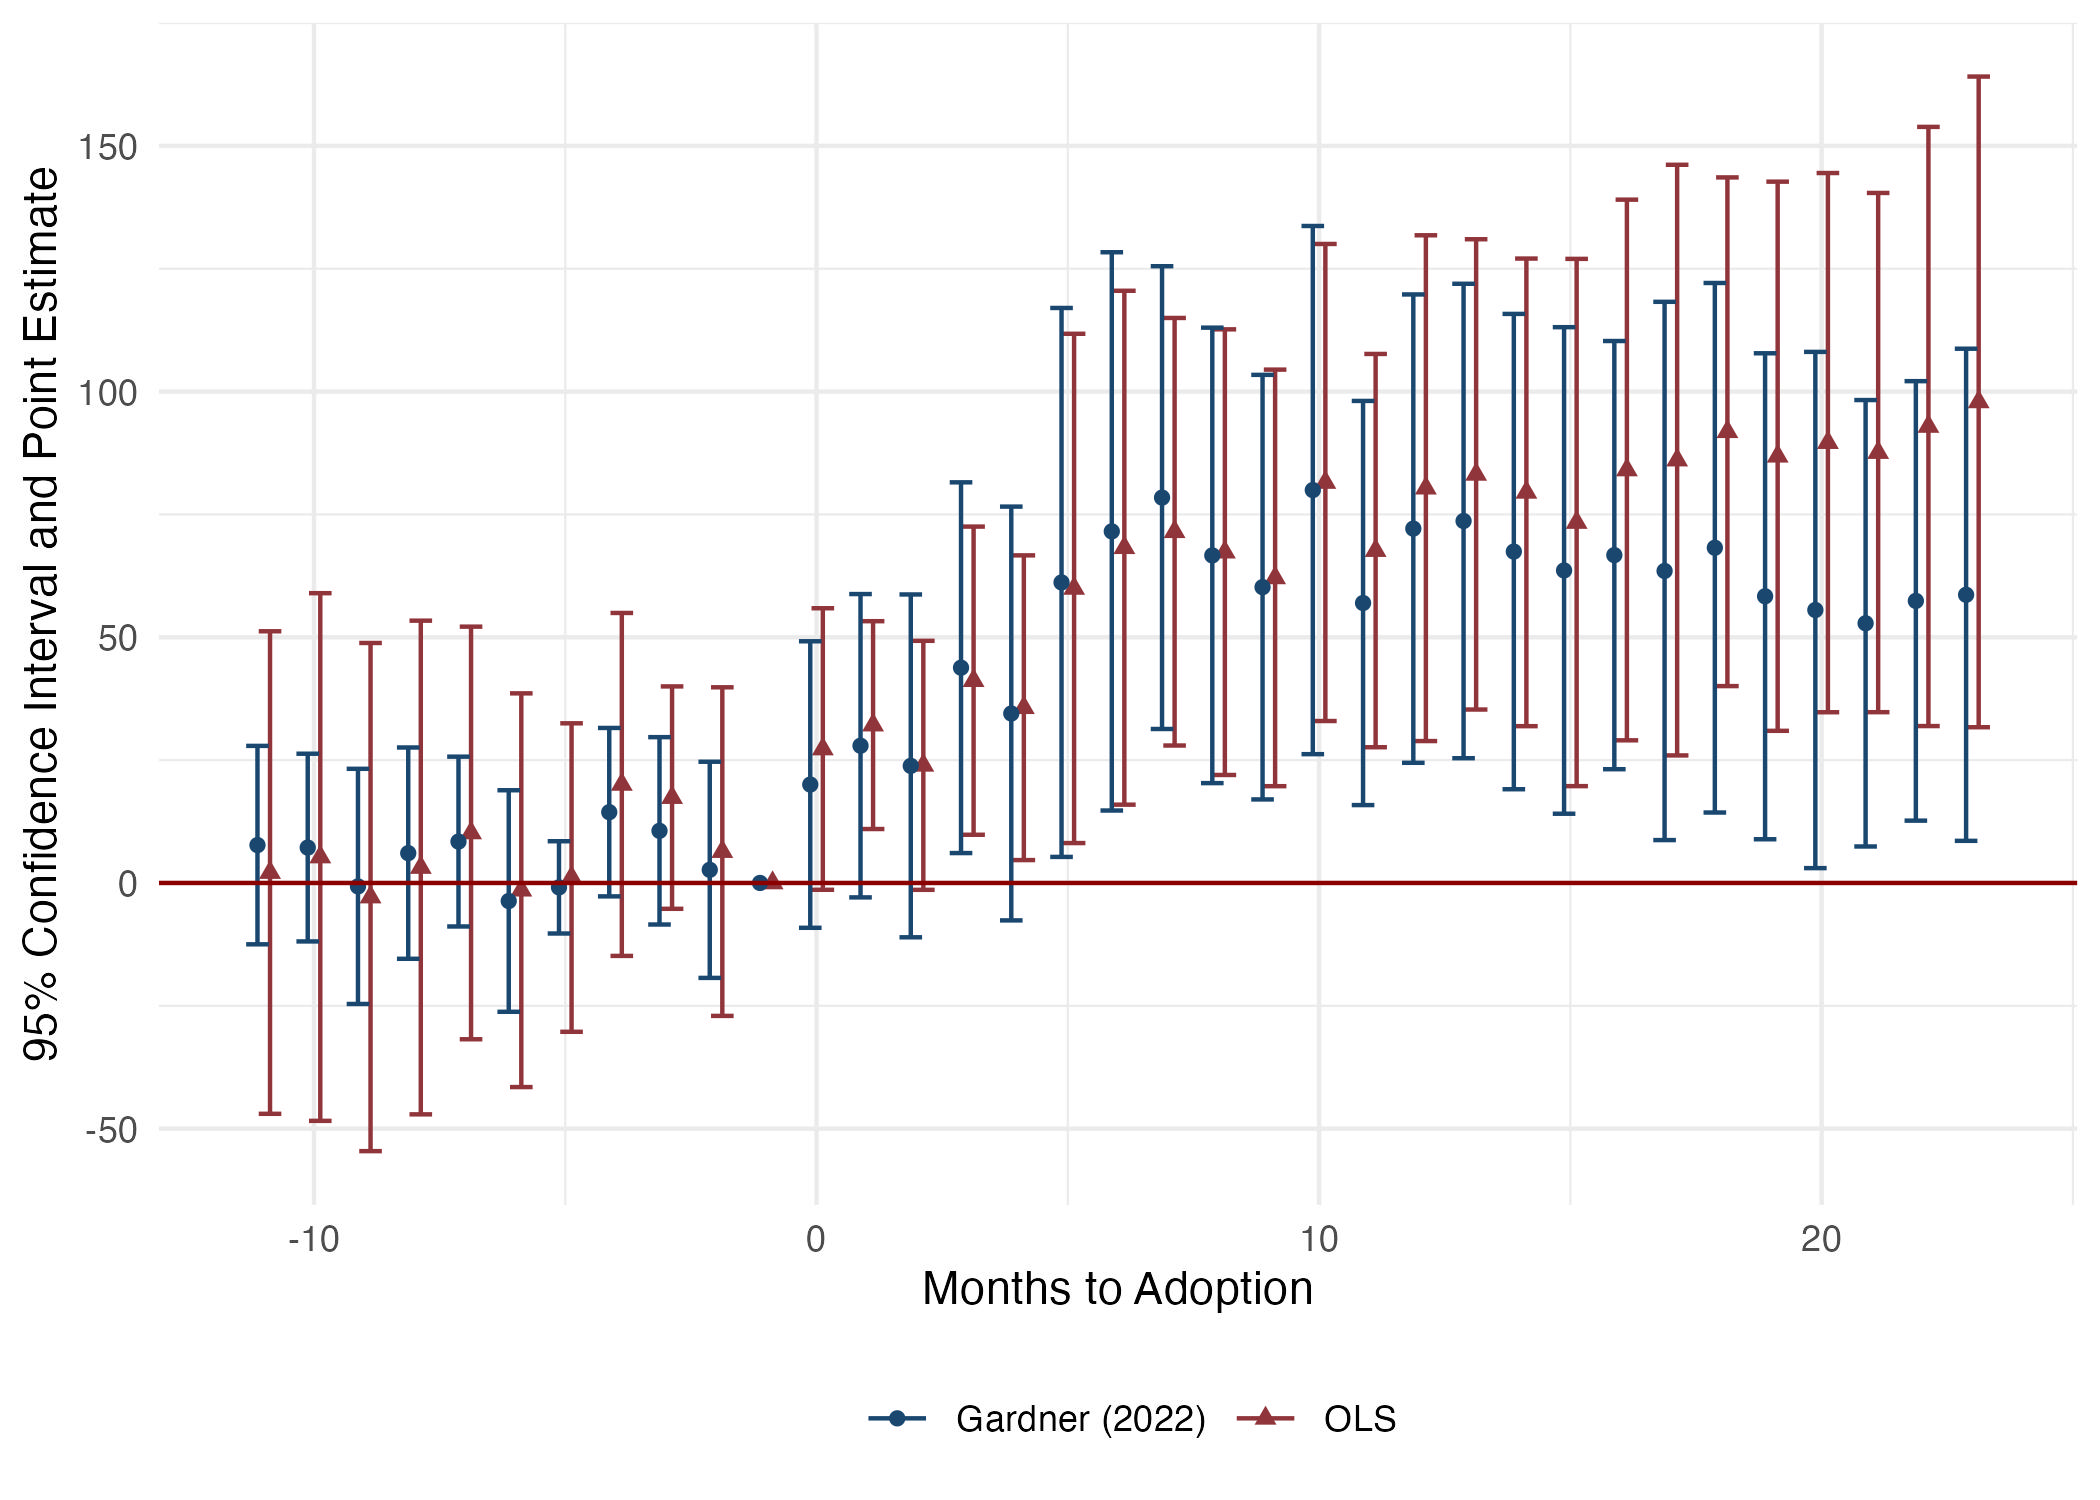 95% Confidence Interval and Point Estimate
150
100
50
0
-50
-10 0 10 20
Months to Adoption
Gardner (2022) OLS